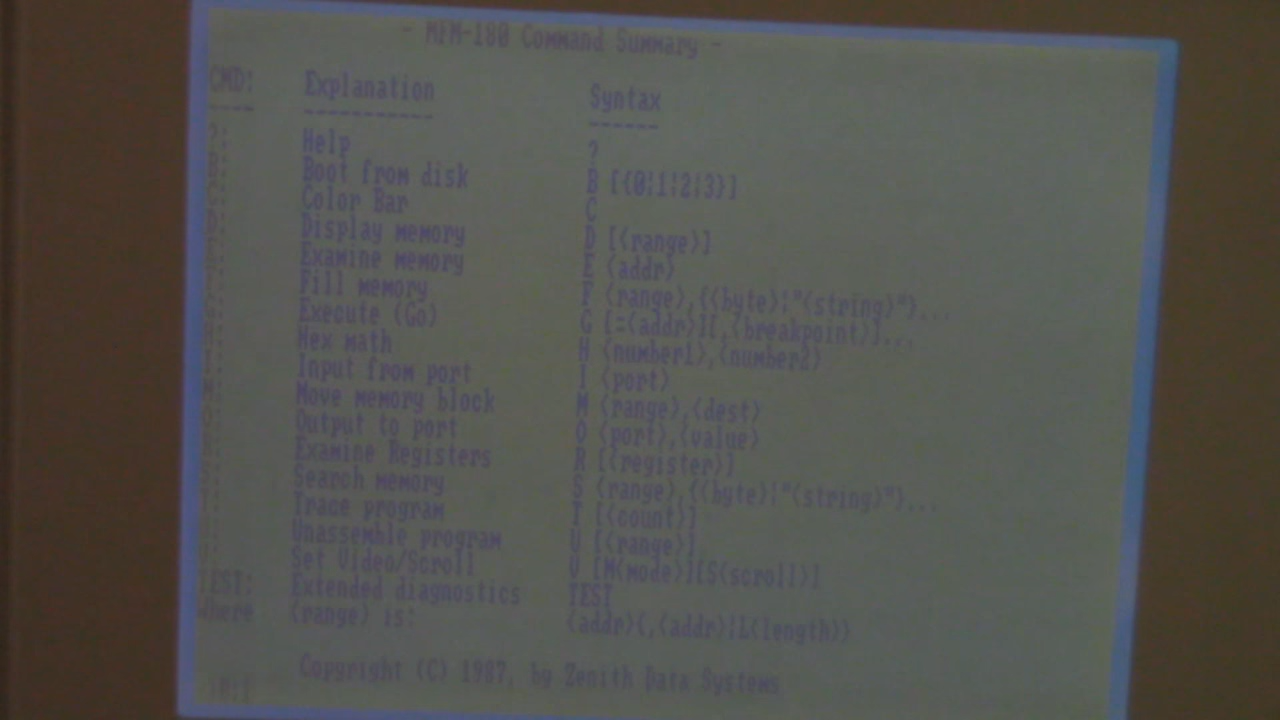 - MFM-180 Command Summary -
CMD: Explanation Syntax
---- ----------- ------
?: Help ?
B: Boot from disk B [{0|1|2|3}]
C: Color Bar C
D: Display memory D [<range>]
E: Examine memory E <addr>
F: Fill memory F <range>,{<byte>|"<string>"}...
G: Execute (Go) G [=<addr>][,<breakpoint>]...
H: Hex math H <number1>,<number2>
I: Input from port I <port>
M: Move memory block M <range>,<dest>
O: Output to port O <port>,<value>
R: Examine Registers R [<register>]
S: Search memory S <range>,{<byte>|"<string>"}...
T: Trace program T [<count>]
U: Unassemble program U [<range>]
V: Set Video/Scroll V [M<mode>][S<scroll>]
TEST: Extended diagnostics TEST
Where <range> is: <addr>{,<addr>|L<length>}
Copyright (C) 1987, by Zenith Data Systems